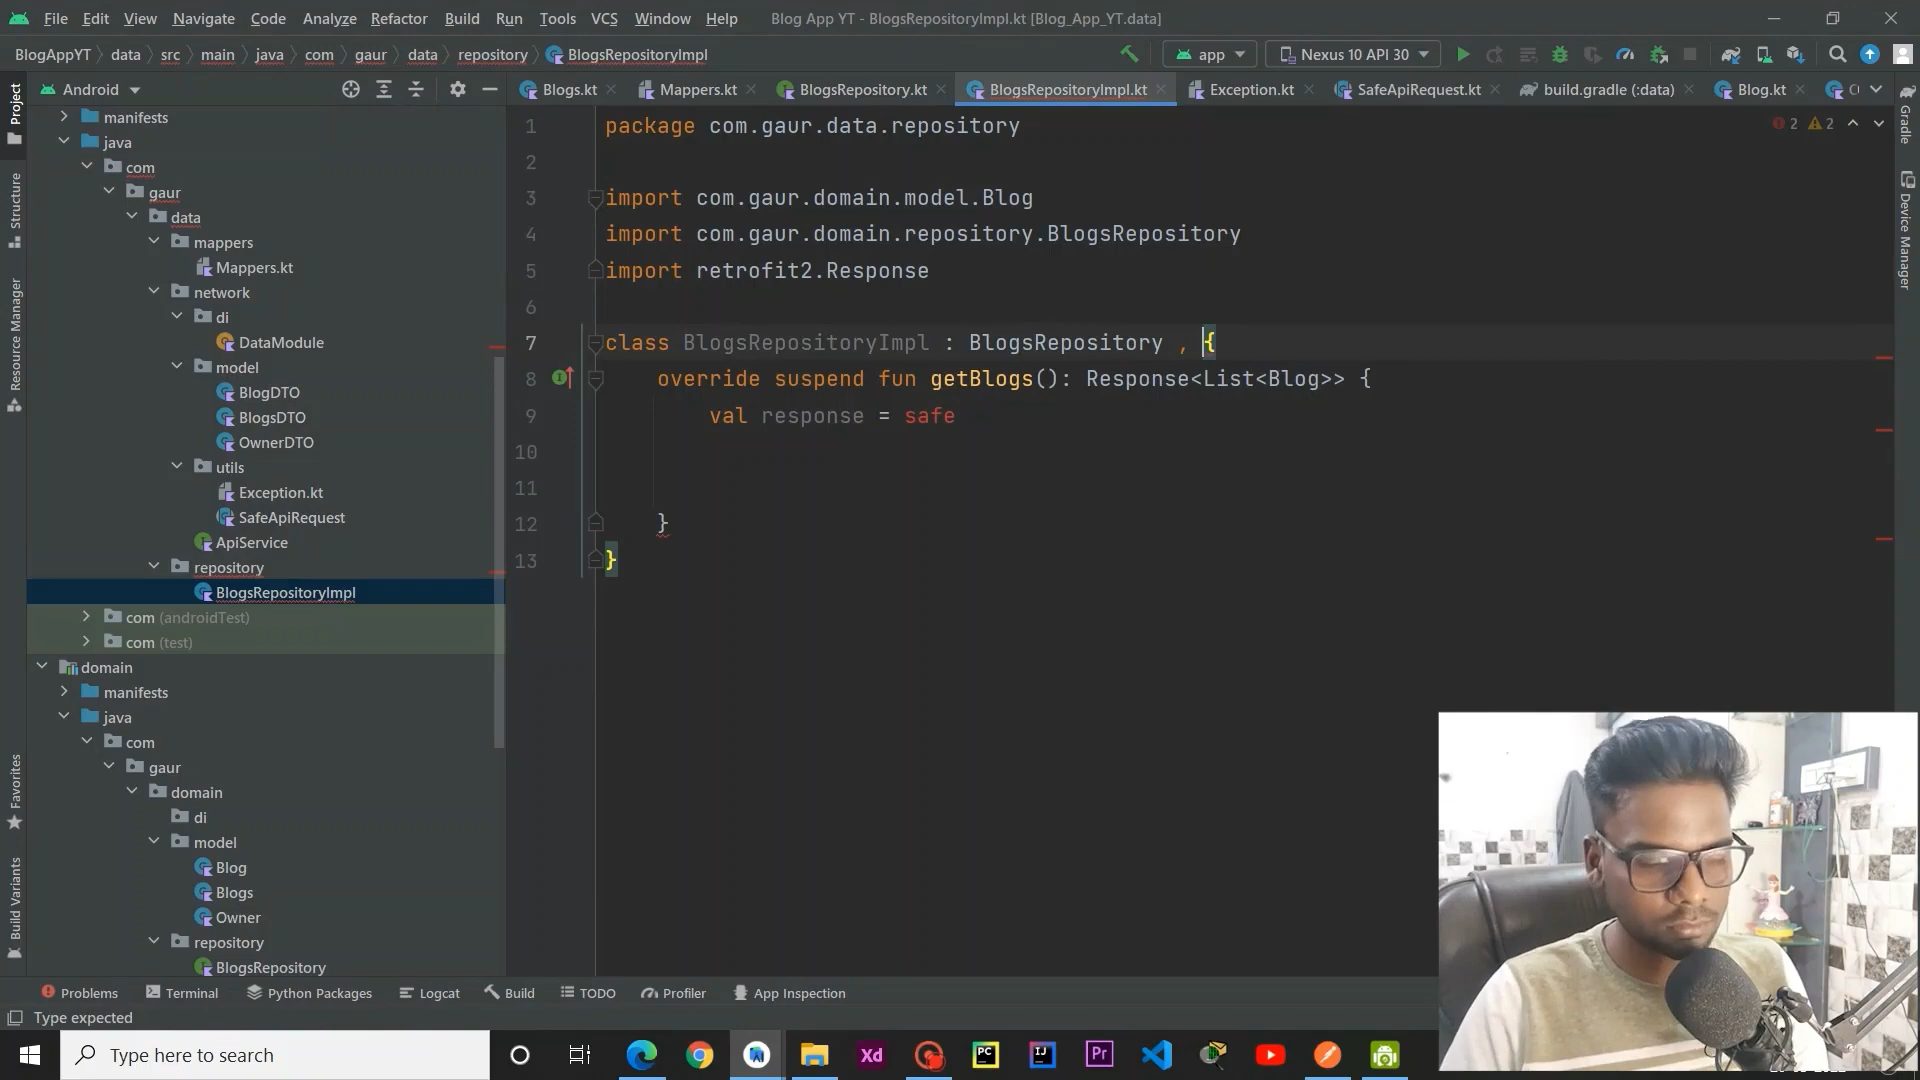 File Edit View Navigate Code Analyze Refactor Build Run Tools VCS Window Help Blog App YT - BlogsRepositoryImpl.kt [Blog_App_YT.data]
BlogAppYT data src main java com gaur data repository BlogsRepositoryImpl app Nexus 10 API 30
Android Blogs.kt Mappers.kt BlogsRepository.kt BlogsRepositoryImpl.kt Exception.kt SafeApiRequest.kt build.gradle (:data) Blog.kt
Project
Structure
Resource Manager
Favorites
Build Variants
manifests
java
com
gaur
data
mappers
Mappers.kt
network
di
DataModule
model
BlogDTO
BlogsDTO
OwnerDTO
utils
Exception.kt
SafeApiRequest
ApiService
repository
BlogsRepositoryImpl
com (androidTest)
com (test)
domain
manifests
java
com
gaur
domain
di
model
Blog
Blogs
Owner
repository
BlogsRepository
2 2
1 package com.gaur.data.repository
2
3 import com.gaur.domain.model.Blog
4 import com.gaur.domain.repository.BlogsRepository
5 import retrofit2.Response
6
7 class BlogsRepositoryImpl : BlogsRepository , {
8 override suspend fun getBlogs(): Response<List<Blog>> {
9 val response = safe
10
11
12 }
13 }
Gradle
Device Manager
Problems Terminal Python Packages Logcat Build TODO Profiler App Inspection
Type expected
Type here to search
Xd PC IJ Pr